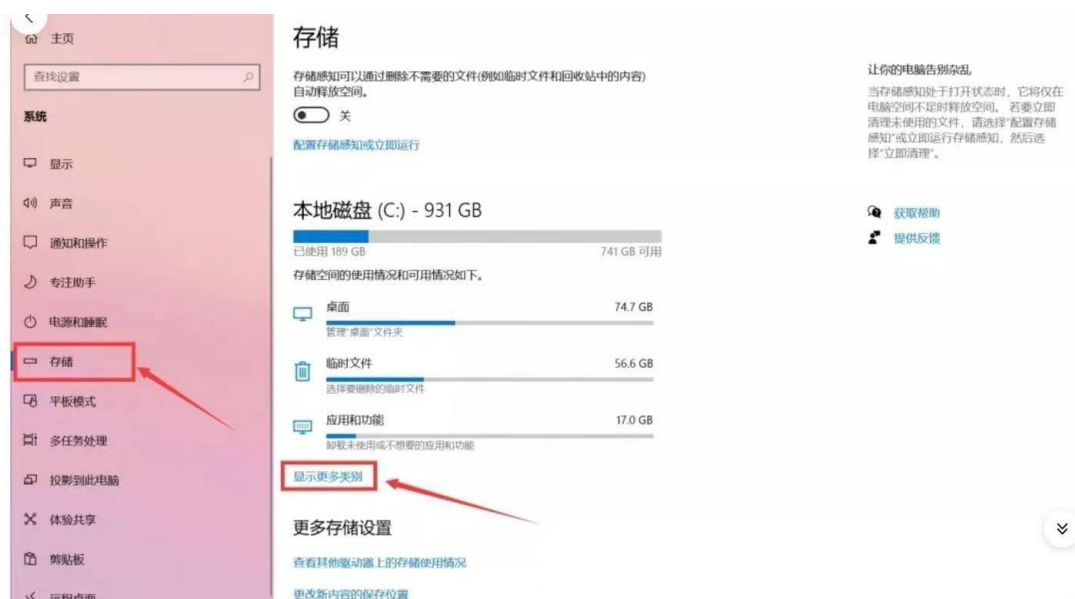 主页
查找设置
系统
显示
声音
通知和操作
专注助手
电源和睡眠
存储
平板模式
多任务处理
投影到此电脑
体验共享
剪贴板
远程桌面
存储
存储感知可以通过删除不需要的文件(例如临时文件和回收站中的内容)
自动释放空间。
关
配置存储感知或立即运行
本地磁盘 (C:) - 931 GB
已使用 189 GB
741 GB 可用
存储空间的使用情况和可用情况如下。
桌面
74.7 GB
管理"桌面"文件夹
临时文件
56.6 GB
选择要删除的临时文件
应用和功能
17.0 GB
卸载未使用或不想要的应用和功能
显示更多类别
更多存储设置
查看其他驱动器上的存储使用情况
更改新内容的保存位置
让你的电脑告别杂乱
当存储感知处于打开状态时，它将仅在
电脑空间不足时释放空间。 若要立即
清理未使用的文件，请选择"配置存储
感知"或立即运行存储感知，然后选
择"立即清理"。
获取帮助
提供反馈